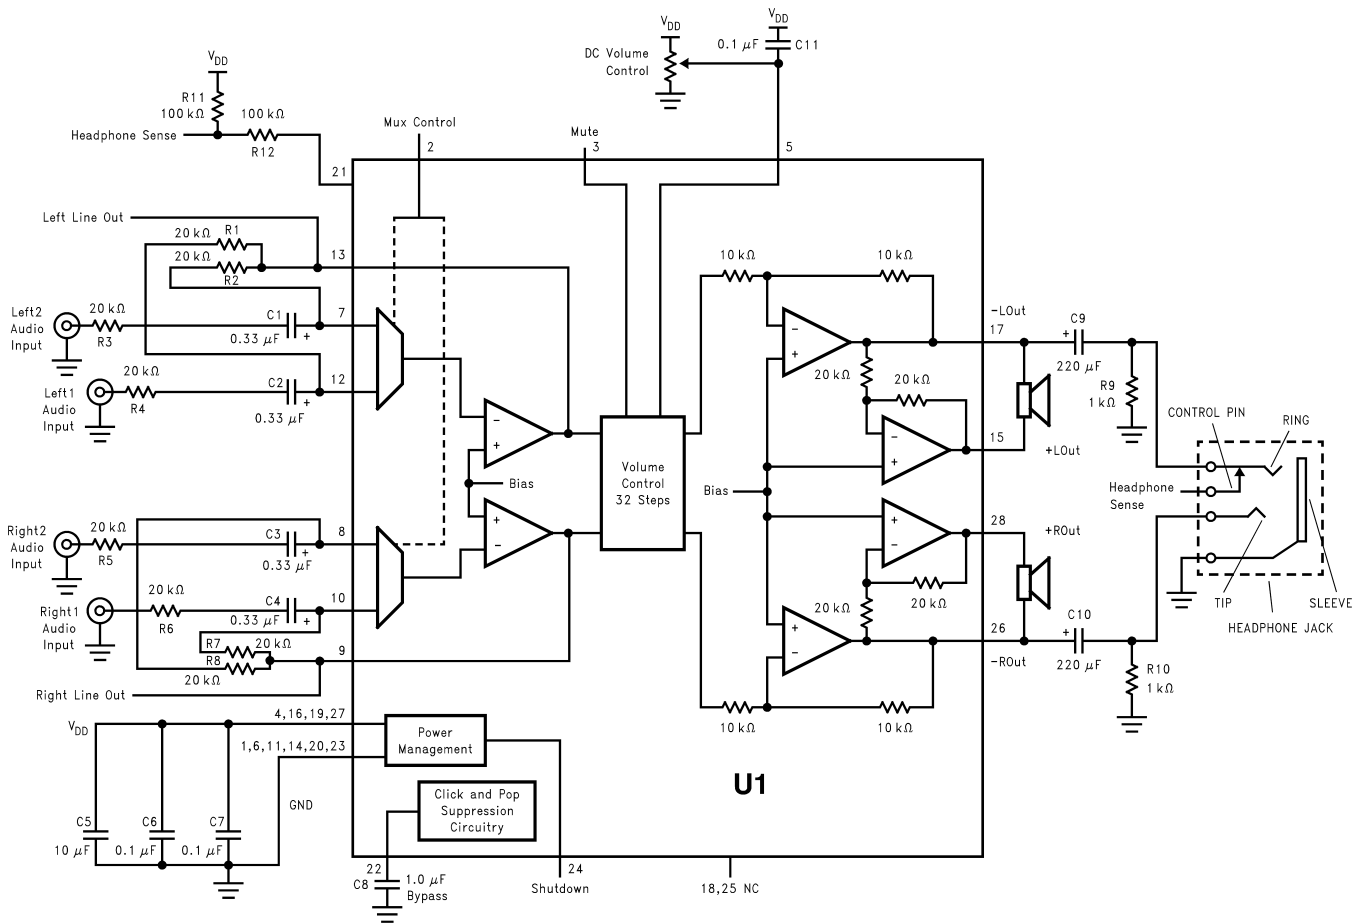 VDD
0.1 µF C11
VDD
DC Volume
Control
VDD
R11
100 kΩ
100 kΩ
Headphone Sense
R12
Mux Control
2
Mute
3
5
21
Left Line Out
20 kΩ R1
20 kΩ
R2
13
10 kΩ
10 kΩ
Left2
Audio
Input
20 kΩ
R3
C1
0.33 µF +
7
−
+
−LOut
17
C9
+
220 µF
20 kΩ
20 kΩ
R9
1 kΩ
Left1
Audio
Input
20 kΩ
R4
C2
0.33 µF +
12
−
+
Volume
Control
32 Steps
−
+
15
+LOut
CONTROL PIN
RING
Bias
Bias
Headphone
Sense
Right2
Audio
Input
20 kΩ
R5
C3
0.33 µF +
8
+
−
+
−
28
+ROut
20 kΩ
20 kΩ
TIP
SLEEVE
HEADPHONE JACK
Right1
Audio
Input
20 kΩ
R6
C4
0.33 µF +
10
+
−
26
−ROut
C10
+
220 µF
R7 20 kΩ
R8
20 kΩ
9
Right Line Out
R10
1 kΩ
10 kΩ
10 kΩ
VDD
4,16,19,27
1,6,11,14,20,23
Power
Management
GND
U1
Click and Pop
Suppression
Circuitry
C5
10 µF
C6
0.1 µF
C7
0.1 µF
22
C8
1.0 µF
Bypass
24
Shutdown
18,25 NC